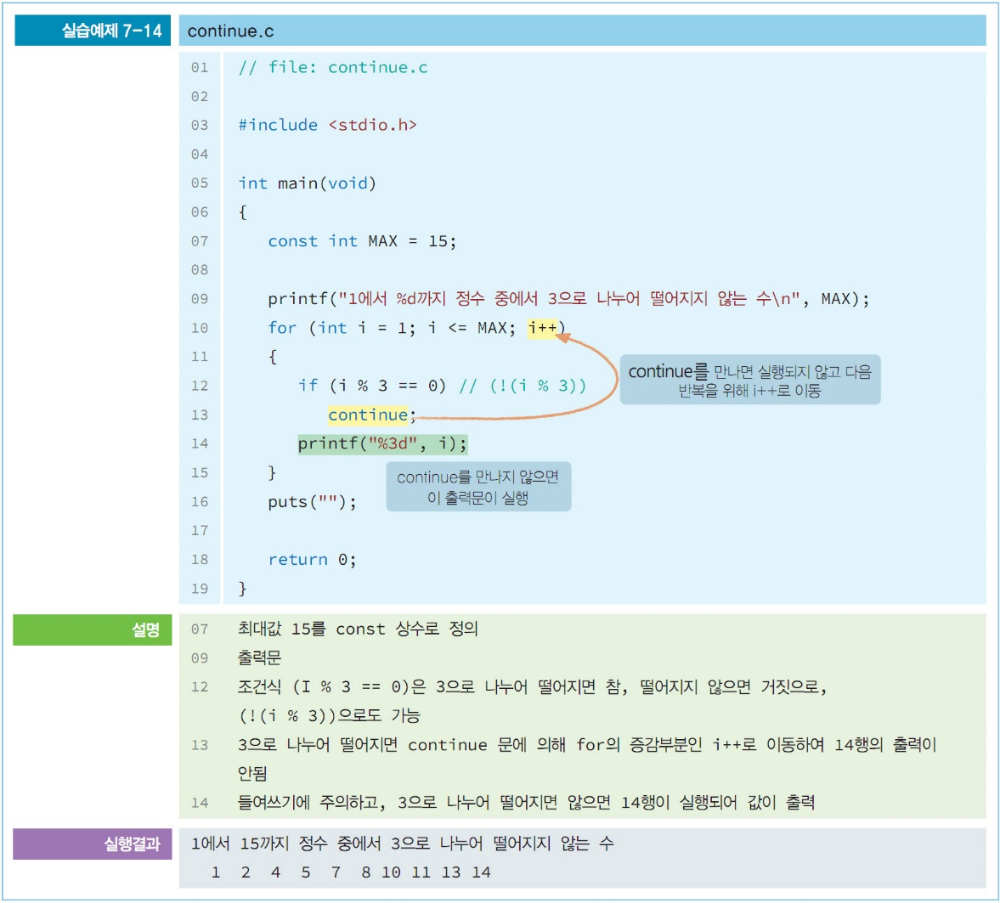 실습예제 7-14
continue.c
01 // file: continue.c
02
03 #include <stdio.h>
04
05 int main(void)
06 {
07 const int MAX = 15;
08
09 printf("1에서 %d까지 정수 중에서 3으로 나누어 떨어지지 않는 수\n", MAX);
10 for (int i = 1; i <= MAX; i++)
11 {
12 if (i % 3 == 0) // (!(i % 3))
continue를 만나면 실행되지 않고 다음
반복을 위해 i++로 이동
13 continue;
14 printf("%3d", i);
15 }
continue를 만나지 않으면
이 출력문이 실행
16 puts("");
17
18 return 0;
19 }
설명
07 최대값 15를 const 상수로 정의
09 출력문
12 조건식 (I % 3 == 0)은 3으로 나누어 떨어지면 참, 떨어지지 않으면 거짓으로,
(!(i % 3))으로도 가능
13 3으로 나누어 떨어지면 continue 문에 의해 for의 증감부분인 i++로 이동하여 14행의 출력이
안됨
14 들여쓰기에 주의하고, 3으로 나누어 떨어지면 않으면 14행이 실행되어 값이 출력
실행결과
1에서 15까지 정수 중에서 3으로 나누어 떨어지지 않는 수
1 2 4 5 7 8 10 11 13 14